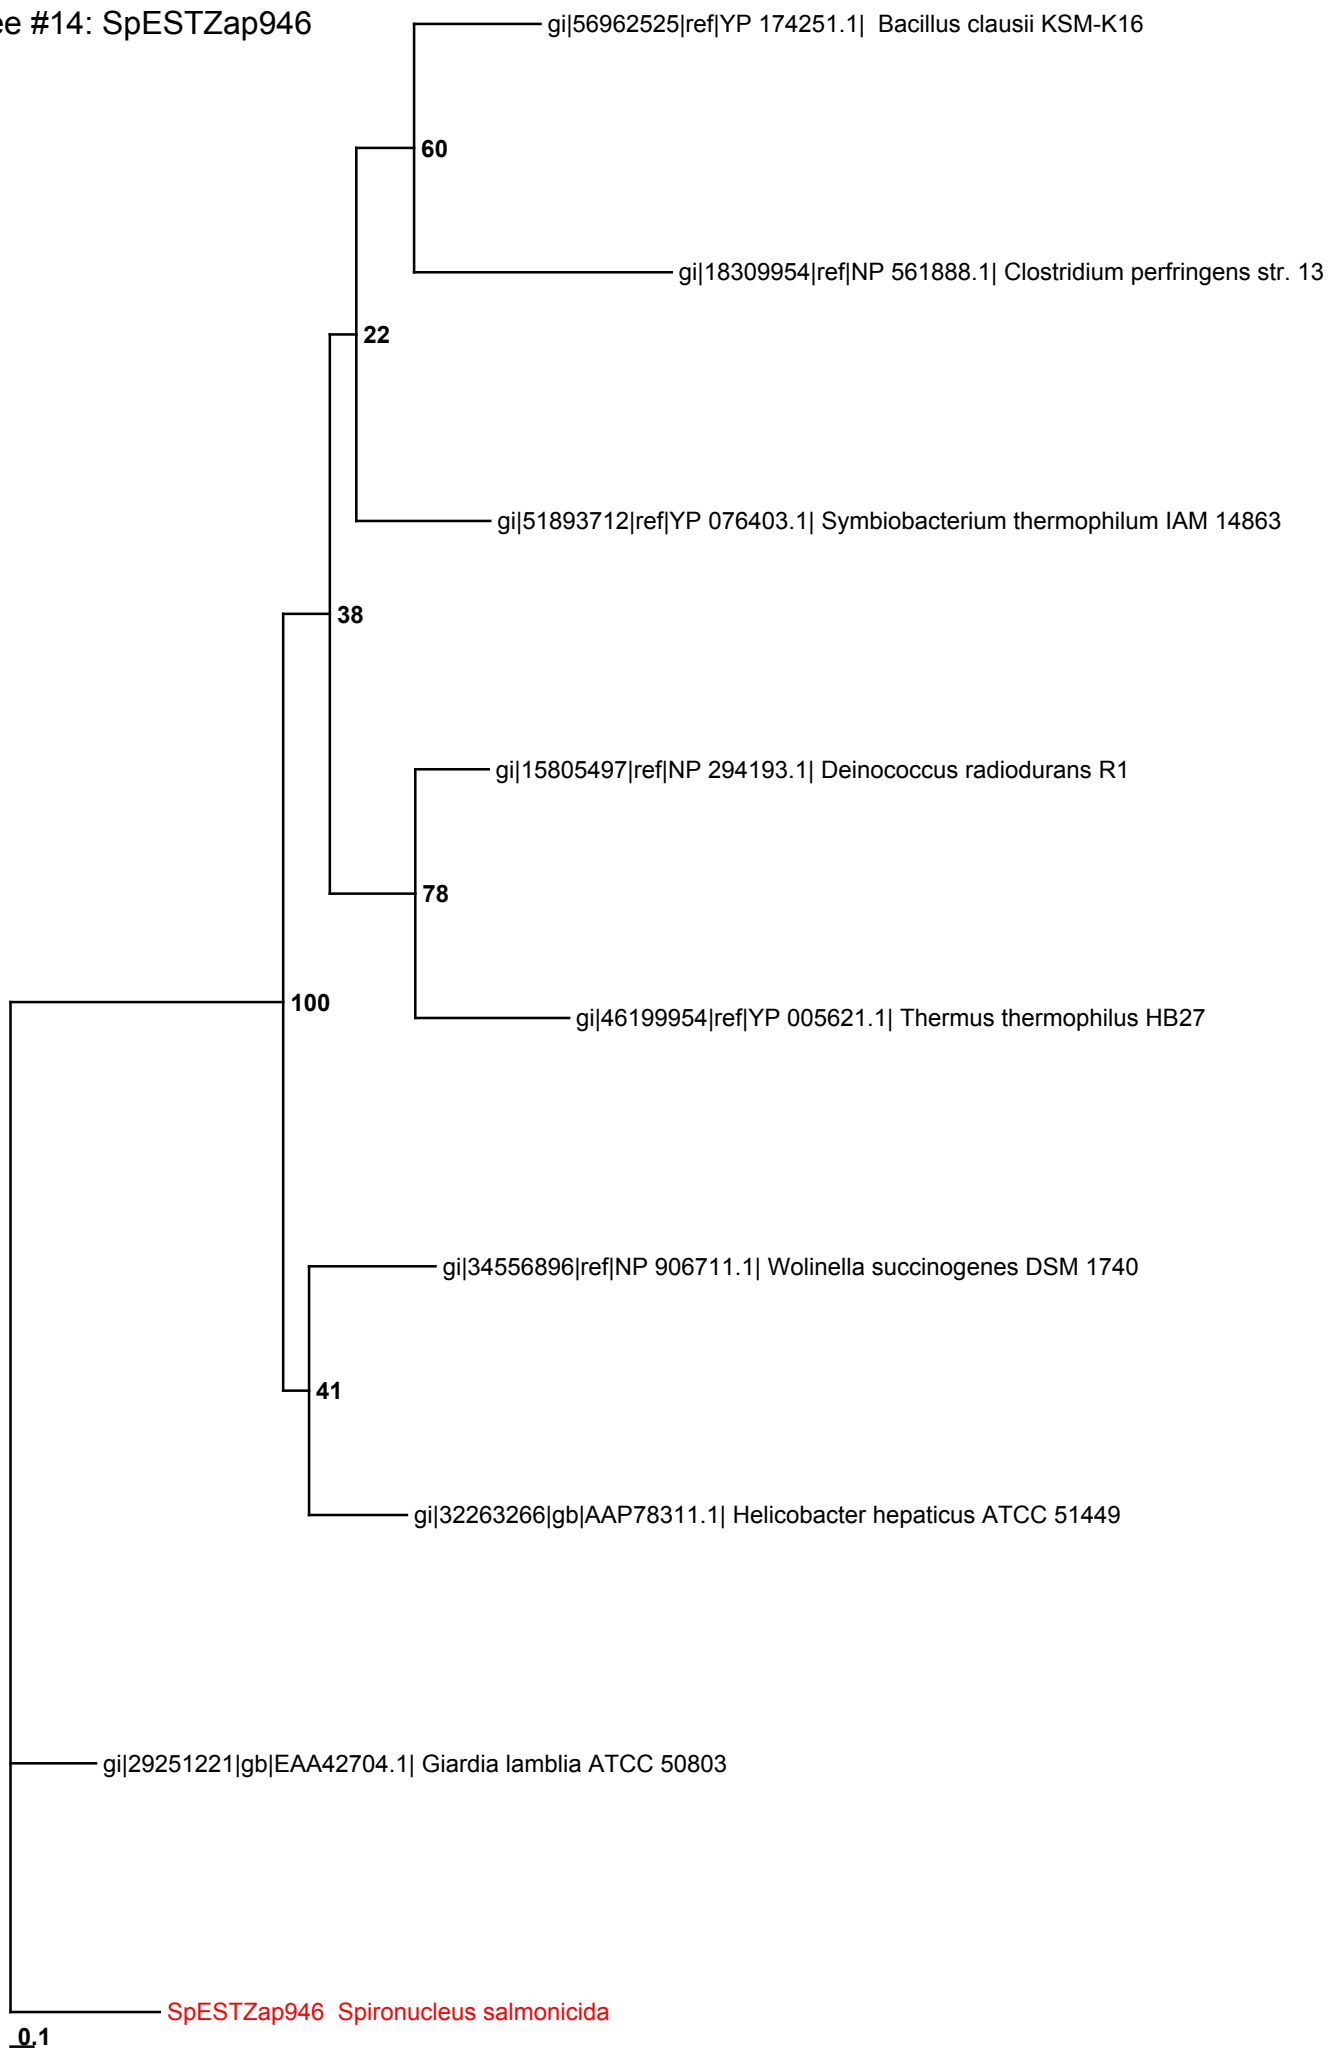 ee #14: SpESTZap946
gi|56962525|ref|YP 174251.1| Bacillus clausii KSM-K16
60
gi|18309954|ref|NP 561888.1| Clostridium perfringens str. 13
22
gi|51893712|ref|YP 076403.1| Symbiobacterium thermophilum IAM 14863
38
gi|15805497|ref|NP 294193.1| Deinococcus radiodurans R1
78
100
gi|46199954|ref|YP 005621.1| Thermus thermophilus HB27
gi|34556896|ref|NP 906711.1| Wolinella succinogenes DSM 1740
41
gi|32263266|gb|AAP78311.1| Helicobacter hepaticus ATCC 51449
gi|29251221|gb|EAA42704.1| Giardia lamblia ATCC 50803
SpESTZap946 Spironucleus salmonicida
0.1